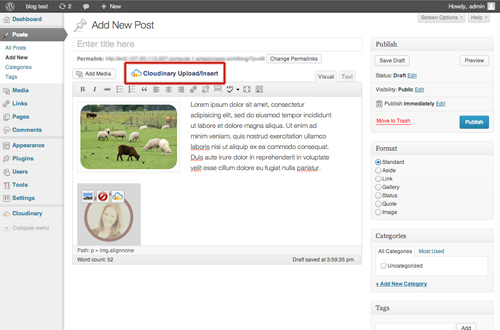 blog test
0
+ New
Howdy, admin
Screen Options
Help
Dashboard
Posts
All Posts
Add New
Categories
Tags
Media
Links
Pages
Comments
Appearance
Plugins
Users
Tools
Settings
Cloudinary
Collapse menu
Add New Post
Enter title here
Permalink:
Change Permalinks
Add Media
Cloudinary Upload/Insert
Visual
Text
B I
ABC
Lorem ipsum dolor sit amet, consectetur
adipisicing elit, sed do eiusmod tempor incididunt
ut labore et dolore magna aliqua. Ut enim ad
minim veniam, quis nostrud exercitation ullamco
laboris nisi ut aliquip ex ea commodo consequat.
Duis aute irure dolor in reprehenderit in voluptate
velit esse cillum dolore eu fugiat nulla pariatur.
Path: p » img.alignnone
Word count: 52
Draft saved at 3:59:35 pm.
Publish
Save Draft
Preview
Status: Draft Edit
Visibility: Public Edit
Publish immediately Edit
Move to Trash
Publish
Format
Standard
Aside
Link
Gallery
Status
Quote
Image
Categories
All Categories
Most Used
Uncategorized
+ Add New Category
Tags
Add